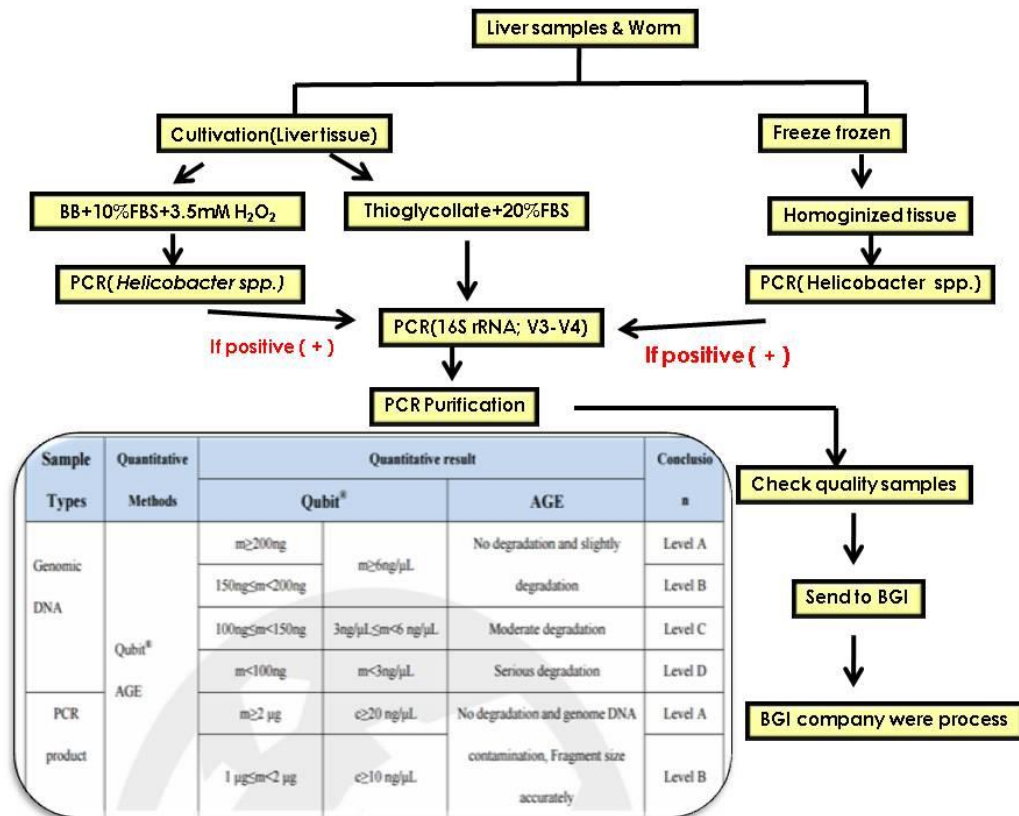 Liver samples & Worm
Cultivation(Livertissue)
Freeze frozen
BB+10%FBS+3.5mM H₂O₂
Thioglycollate+20%FBS
Homoginized tissue
PCR(Helicobacter spp.)
PCR(Helicobacter spp.)
PCR(16S rRNA; V3-V4)
If positive ( + )
If positive ( + )
PCR Purification
Sample Types
Quantitative Methods
Quantitative result
Conclusio
n
Qubit®
AGE
Genomic
DNA
Qubit®
AGE
m≥200ng
m≥6ng/μL
No degradation and slightly
degradation
Level A
150ng≤m<200ng
Level B
100ng≤m<150ng
3ng/μL≤m<6 ng/μL
Moderate degradation
Level C
m<100ng
m<3ng/μL
Serious degradation
Level D
PCR
product
m≥2 μg
c≥20 ng/μL
No degradation and genome DNA
contamination, Fragment size
accurately
Level A
1 μg≤m<2 μg
c≥10 ng/μL
Level B
Check quality samples
Send to BGI
BGI company were process